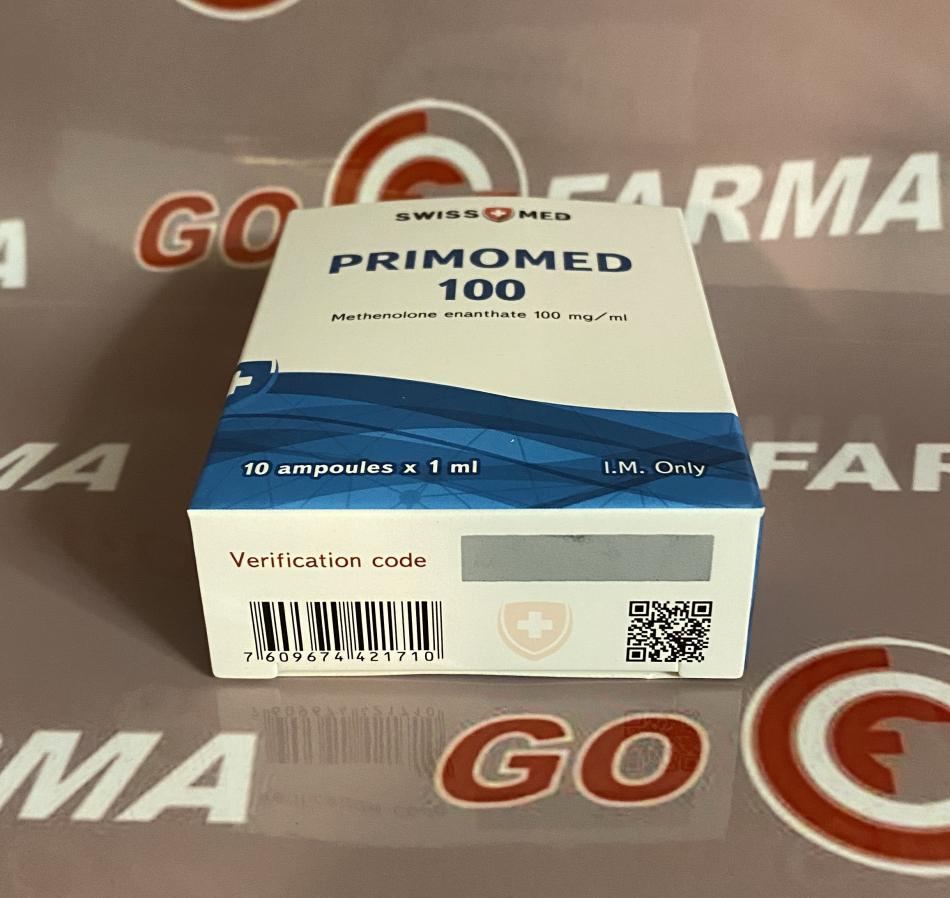 GO FARMA
SWISS MED
PRIMOMED
100
Methenolone enanthate 100 mg/ml
10 ampoules x 1 ml
I.M. Only
MA
FAR
Verification code
7 609674 421710
MA
GO